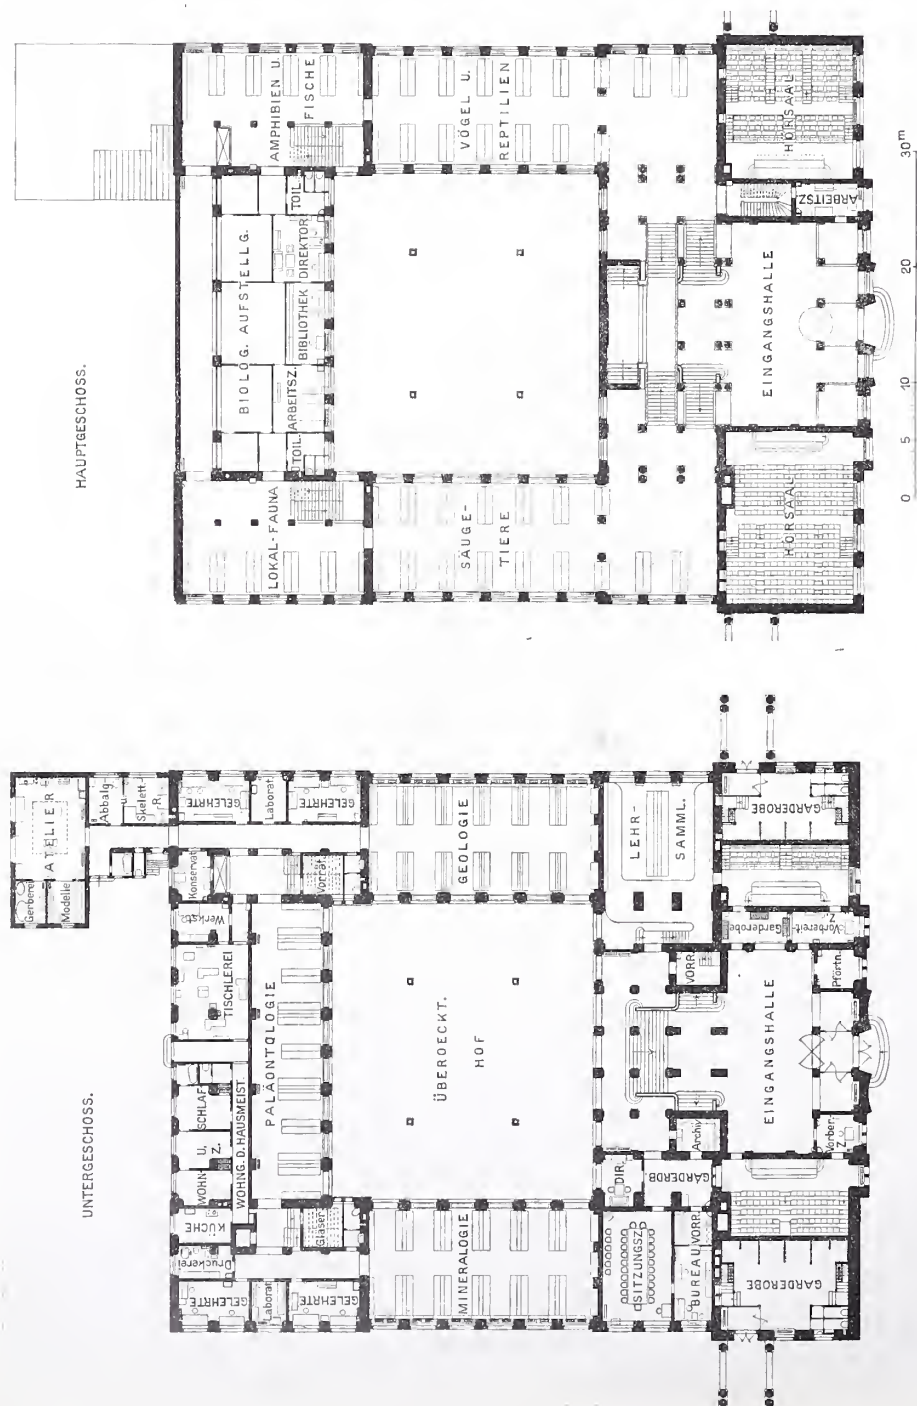 HAUPTGESCHOSS.
AMPHIBIEN U.
FISCHE
VÖGEL U.
REPTILIEN
HÖRSAAL
TOIL.
DIREKTOR
BIOLOG. AUFSTELLG.
BIBLIOTHEK
ARBEITSZ.
TOIL.
ARBEITSZ.
EINGANGSHALLE
LOKAL-FAUNA
SÄUGE-
TIERE
HÖRSAAL
0 5 10 20 30m
UNTERGESCHOSS.
ATELIER
Gerberei
Modelle
Abbalg
u
Skelett
R.
GELEHRTE
Laborat.
GELEHRTE
Konservat
Vorrät.
Werkst.
TISCHLEREI
GEOLOGIE
LEHR-
SAMML.
GARDEROBE
Garderobe
Vorbereit-
Z.
PALÄONTOLOGIE
SCHLAF
U.
Z.
WOHN-
WOHNG.D.HAUSMEIST.
KÜCHE
Druckerei
GELEHRTE
Laborat.
GELEHRTE
Gläser
ÜBERDECKT.
HOF
VORR.
Pförtn.
EINGANGSHALLE
Archiv
Vorber.
Z.
DIR.
GARDEROB.
MINERALOGIE
SITZUNGSZ.
BUREAU
VORR.
GARDEROBE